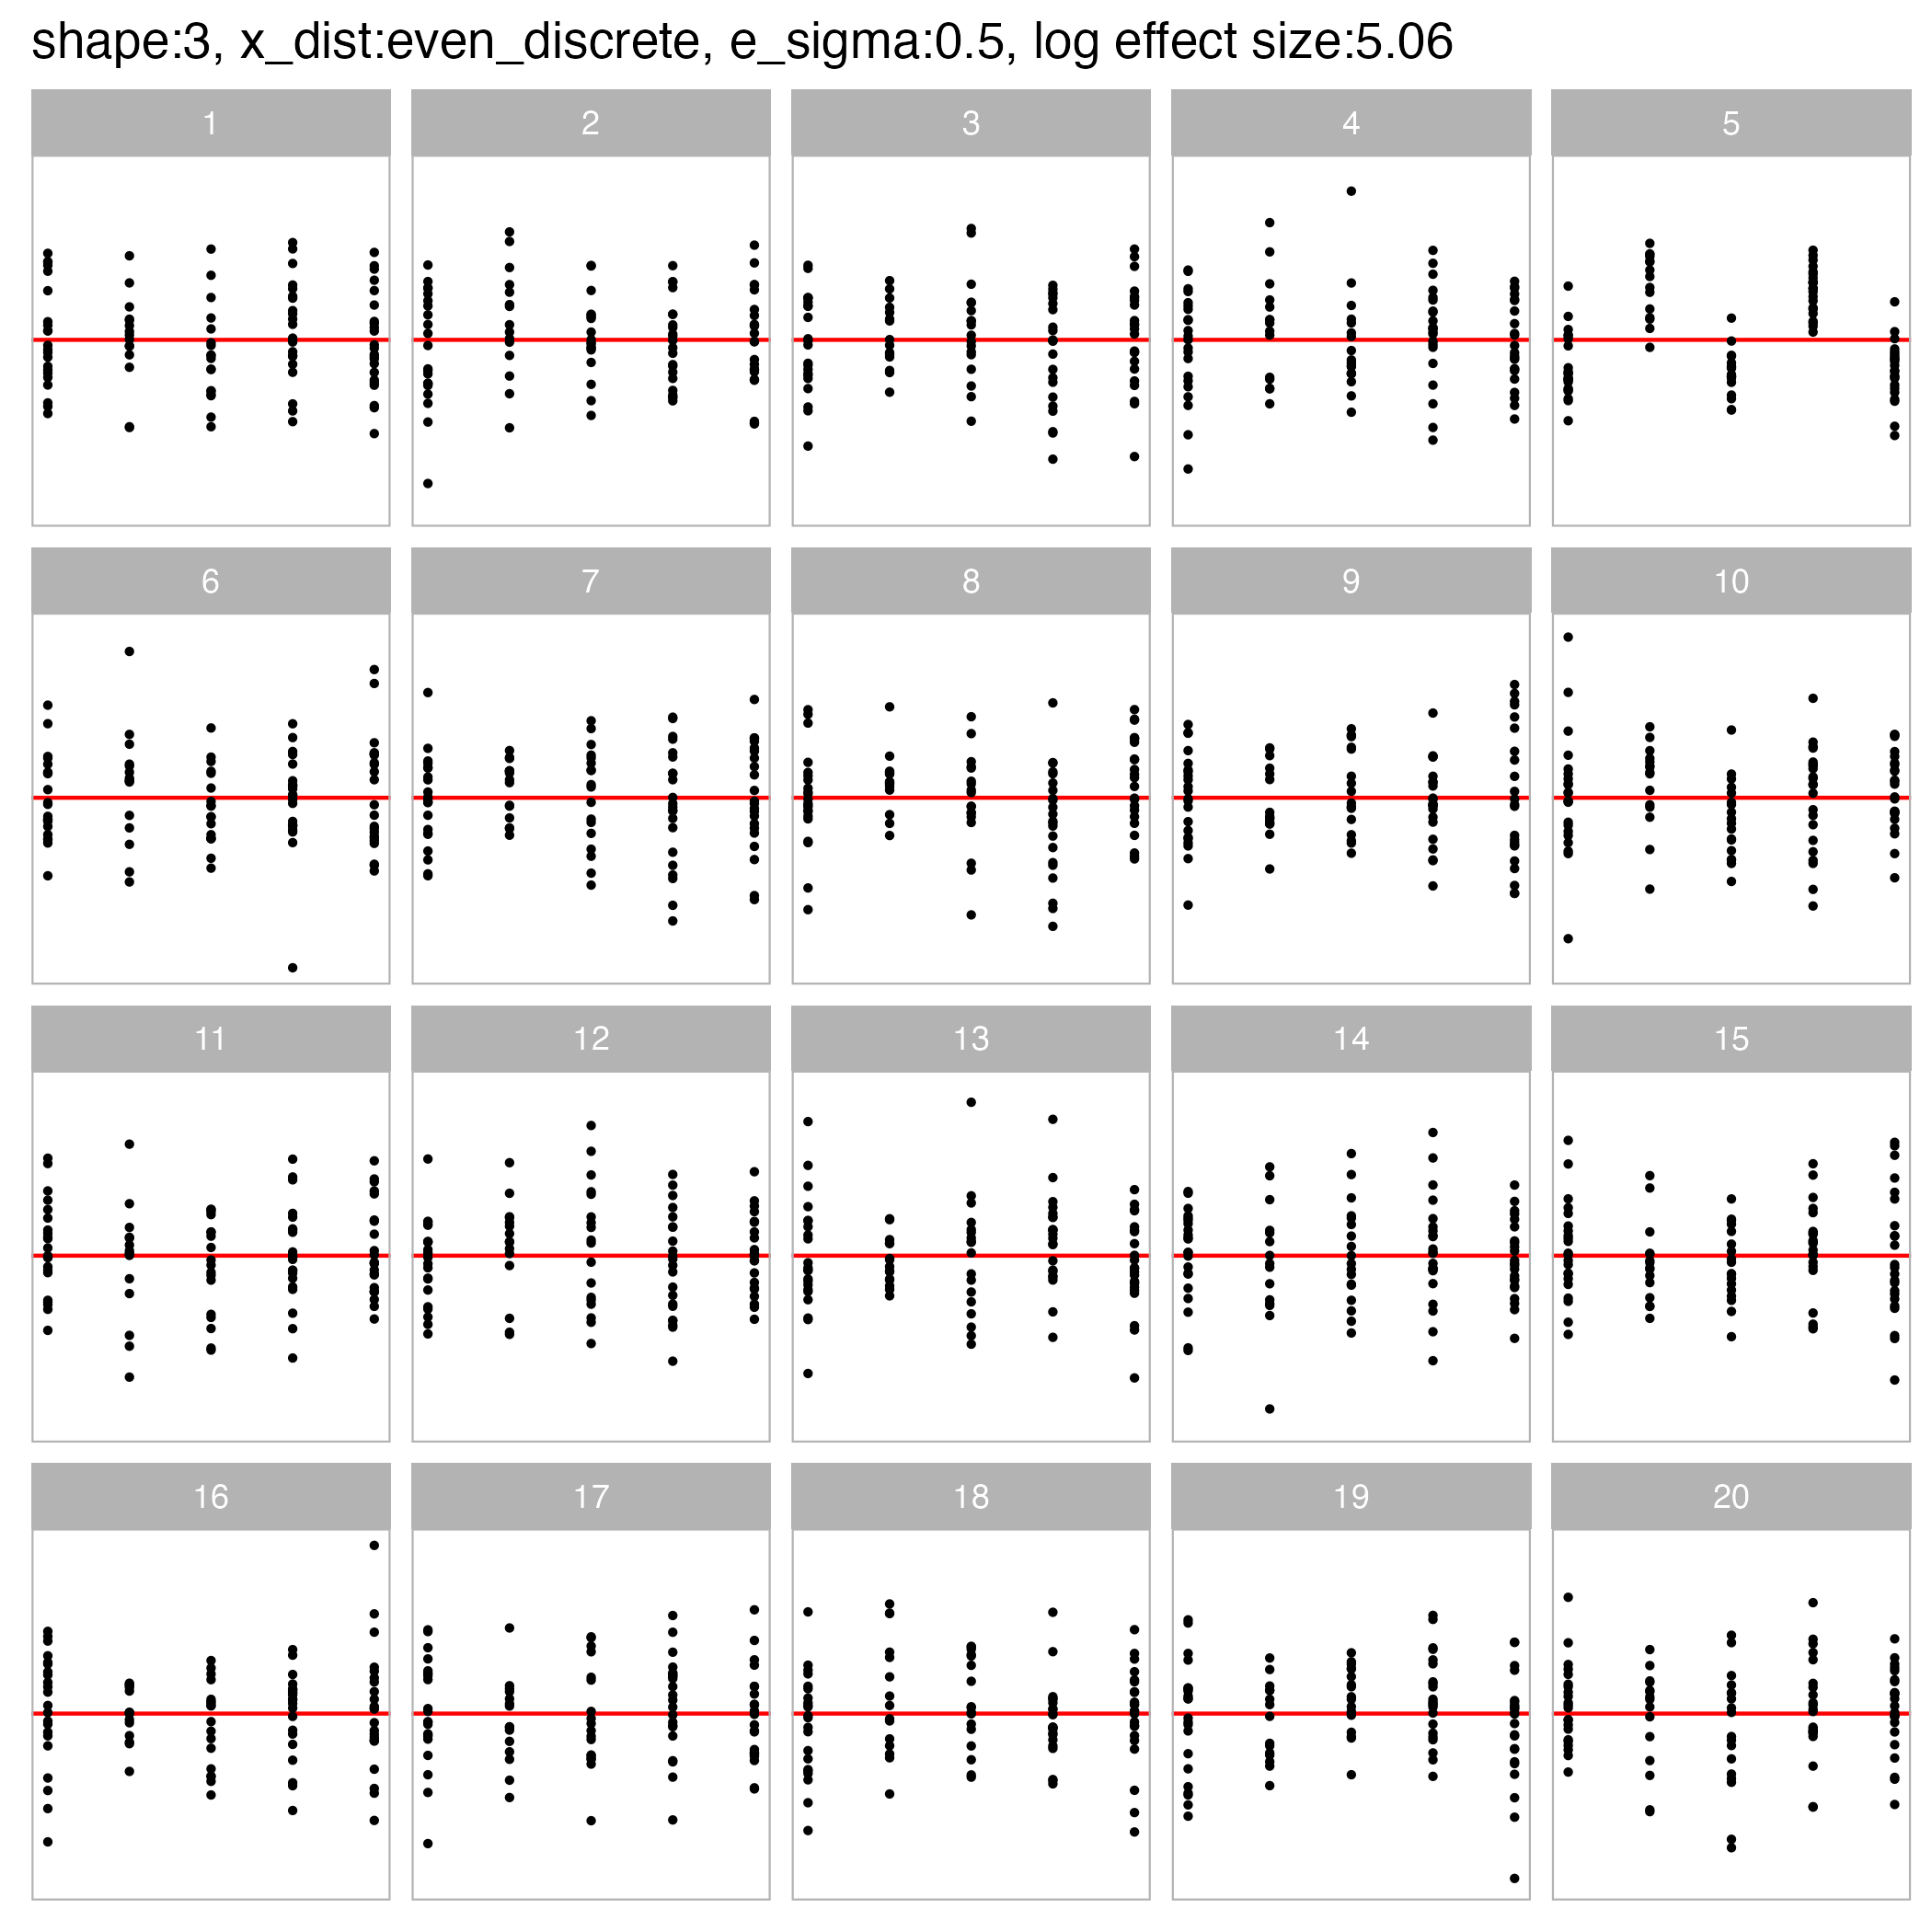 shape:3, x_dist:even_discrete, e_sigma:0.5, log effect size:5.06
1 2 3 4 5
6 7 8 9 10
11 12 13 14 15
16 17 18 19 20